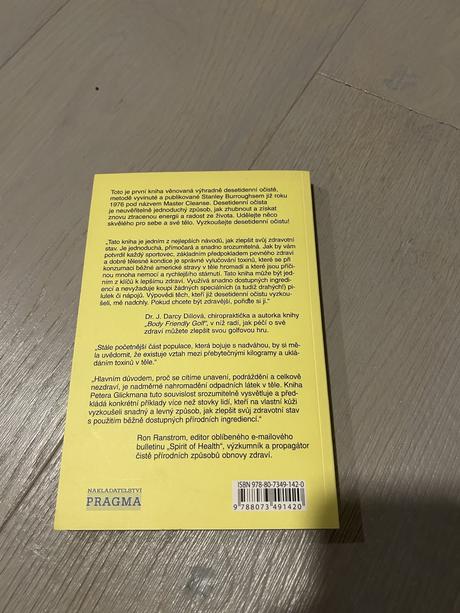 Toto je první kniha věnovaná výhradně desetidenní očistě,
metodě vyvinuté a publikované Stanley Burroughsem již roku
1976 pod názvem Master Cleanse. Desetidenní očista
je neuvěřitelně jednoduchý způsob, jak zhubnout a získat
znovu ztracenou energii a radost ze života. Udělejte něco
skvělého pro sebe a své tělo. Vyzkoušejte desetidenní očistu!
„Tato kniha je jedním z nejlepších návodů, jak zlepšit svůj zdravotní
stav. Je jednoduchá, přímočará a snadno srozumitelná. Jak by vám
potvrdil každý sportovec, základním předpokladem pevného zdraví
a dobré tělesné kondice je správné vylučování toxinů, které se při
konzumaci běžné americké stravy v těle hromadí a které jsou příči-
nou mnoha nemocí a rychlejšího stárnutí. Tato kniha může být jed-
ním z klíčů k lepšímu zdraví. Využívá snadno dostupných ingredi-
encí a nevyžaduje koupi žádných speciálních (a tudíž drahých!) pi-
lulek či nápojů. Výpovědi těch, kteří již desetidenní očistu vyzkou-
šeli, mě nadchly. Pokud chcete být zdravější, pořiďte si ji.“
Dr. J. Darcy Dillová, chiropraktička a autorka knihy
„Body Friendly Golf“, v níž radí, jak péčí o své
zdraví můžete zlepšit svou golfovou hru.
„Stále početnější část populace, která bojuje s nadváhou, by si mě-
la uvědomit, že existuje vztah mezi přebytečnými kilogramy a uklá-
dáním toxinů v těle.“
„Hlavním důvodem, proč se cítíme unavení, podráždění a celkově
nezdraví, je nadměrné nahromadění odpadních látek v těle. Kniha
Petera Glickmana tuto souvislost srozumitelně vysvětluje a před-
kládá konkrétní příklady více než stovky lidí, kteří na vlastní kůži
vyzkoušeli snadný a levný způsob, jak zlepšit svůj zdravotní stav
s použitím běžně dostupných přírodních ingrediencí.“
Ron Ranstrom, editor oblíbeného e-mailového
bulletinu „Spirit of Health“, výzkumník a propagátor
čistě přírodních způsobů obnovy zdraví.
ISBN 978-80-7349-142-0
9 788073 491420
NAKLADATELSTVÍ
PRAGMA